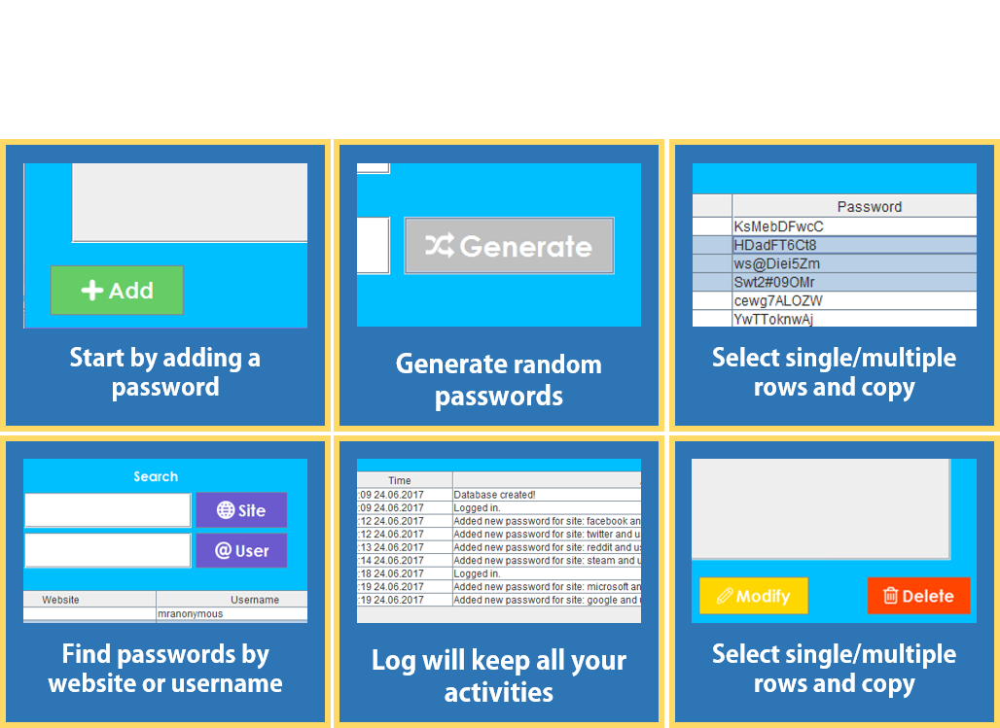 Add
Start by adding a
password
Generate
Generate random
passwords
Password
KsMebDFwcC
HDadFT6Ct8
ws@Diei5Zm
Swt2#09OMr
cewg7ALOZW
YwTToknwAj
Select single/multiple
rows and copy
Search
Site
@ User
Website Username
mranonymous
Find passwords by
website or username
Time
:09 24.06.2017 Database created!
:09 24.06.2017 Logged in.
:12 24.06.2017 Added new password for site: facebook an
:12 24.06.2017 Added new password for site: twitter and u
:13 24.06.2017 Added new password for site: reddit and us
:14 24.06.2017 Added new password for site: steam and u
:18 24.06.2017 Logged in.
:19 24.06.2017 Added new password for site: microsoft an
:19 24.06.2017 Added new password for site: google and u
Log will keep all your
activities
Modify Delete
Select single/multiple
rows and copy